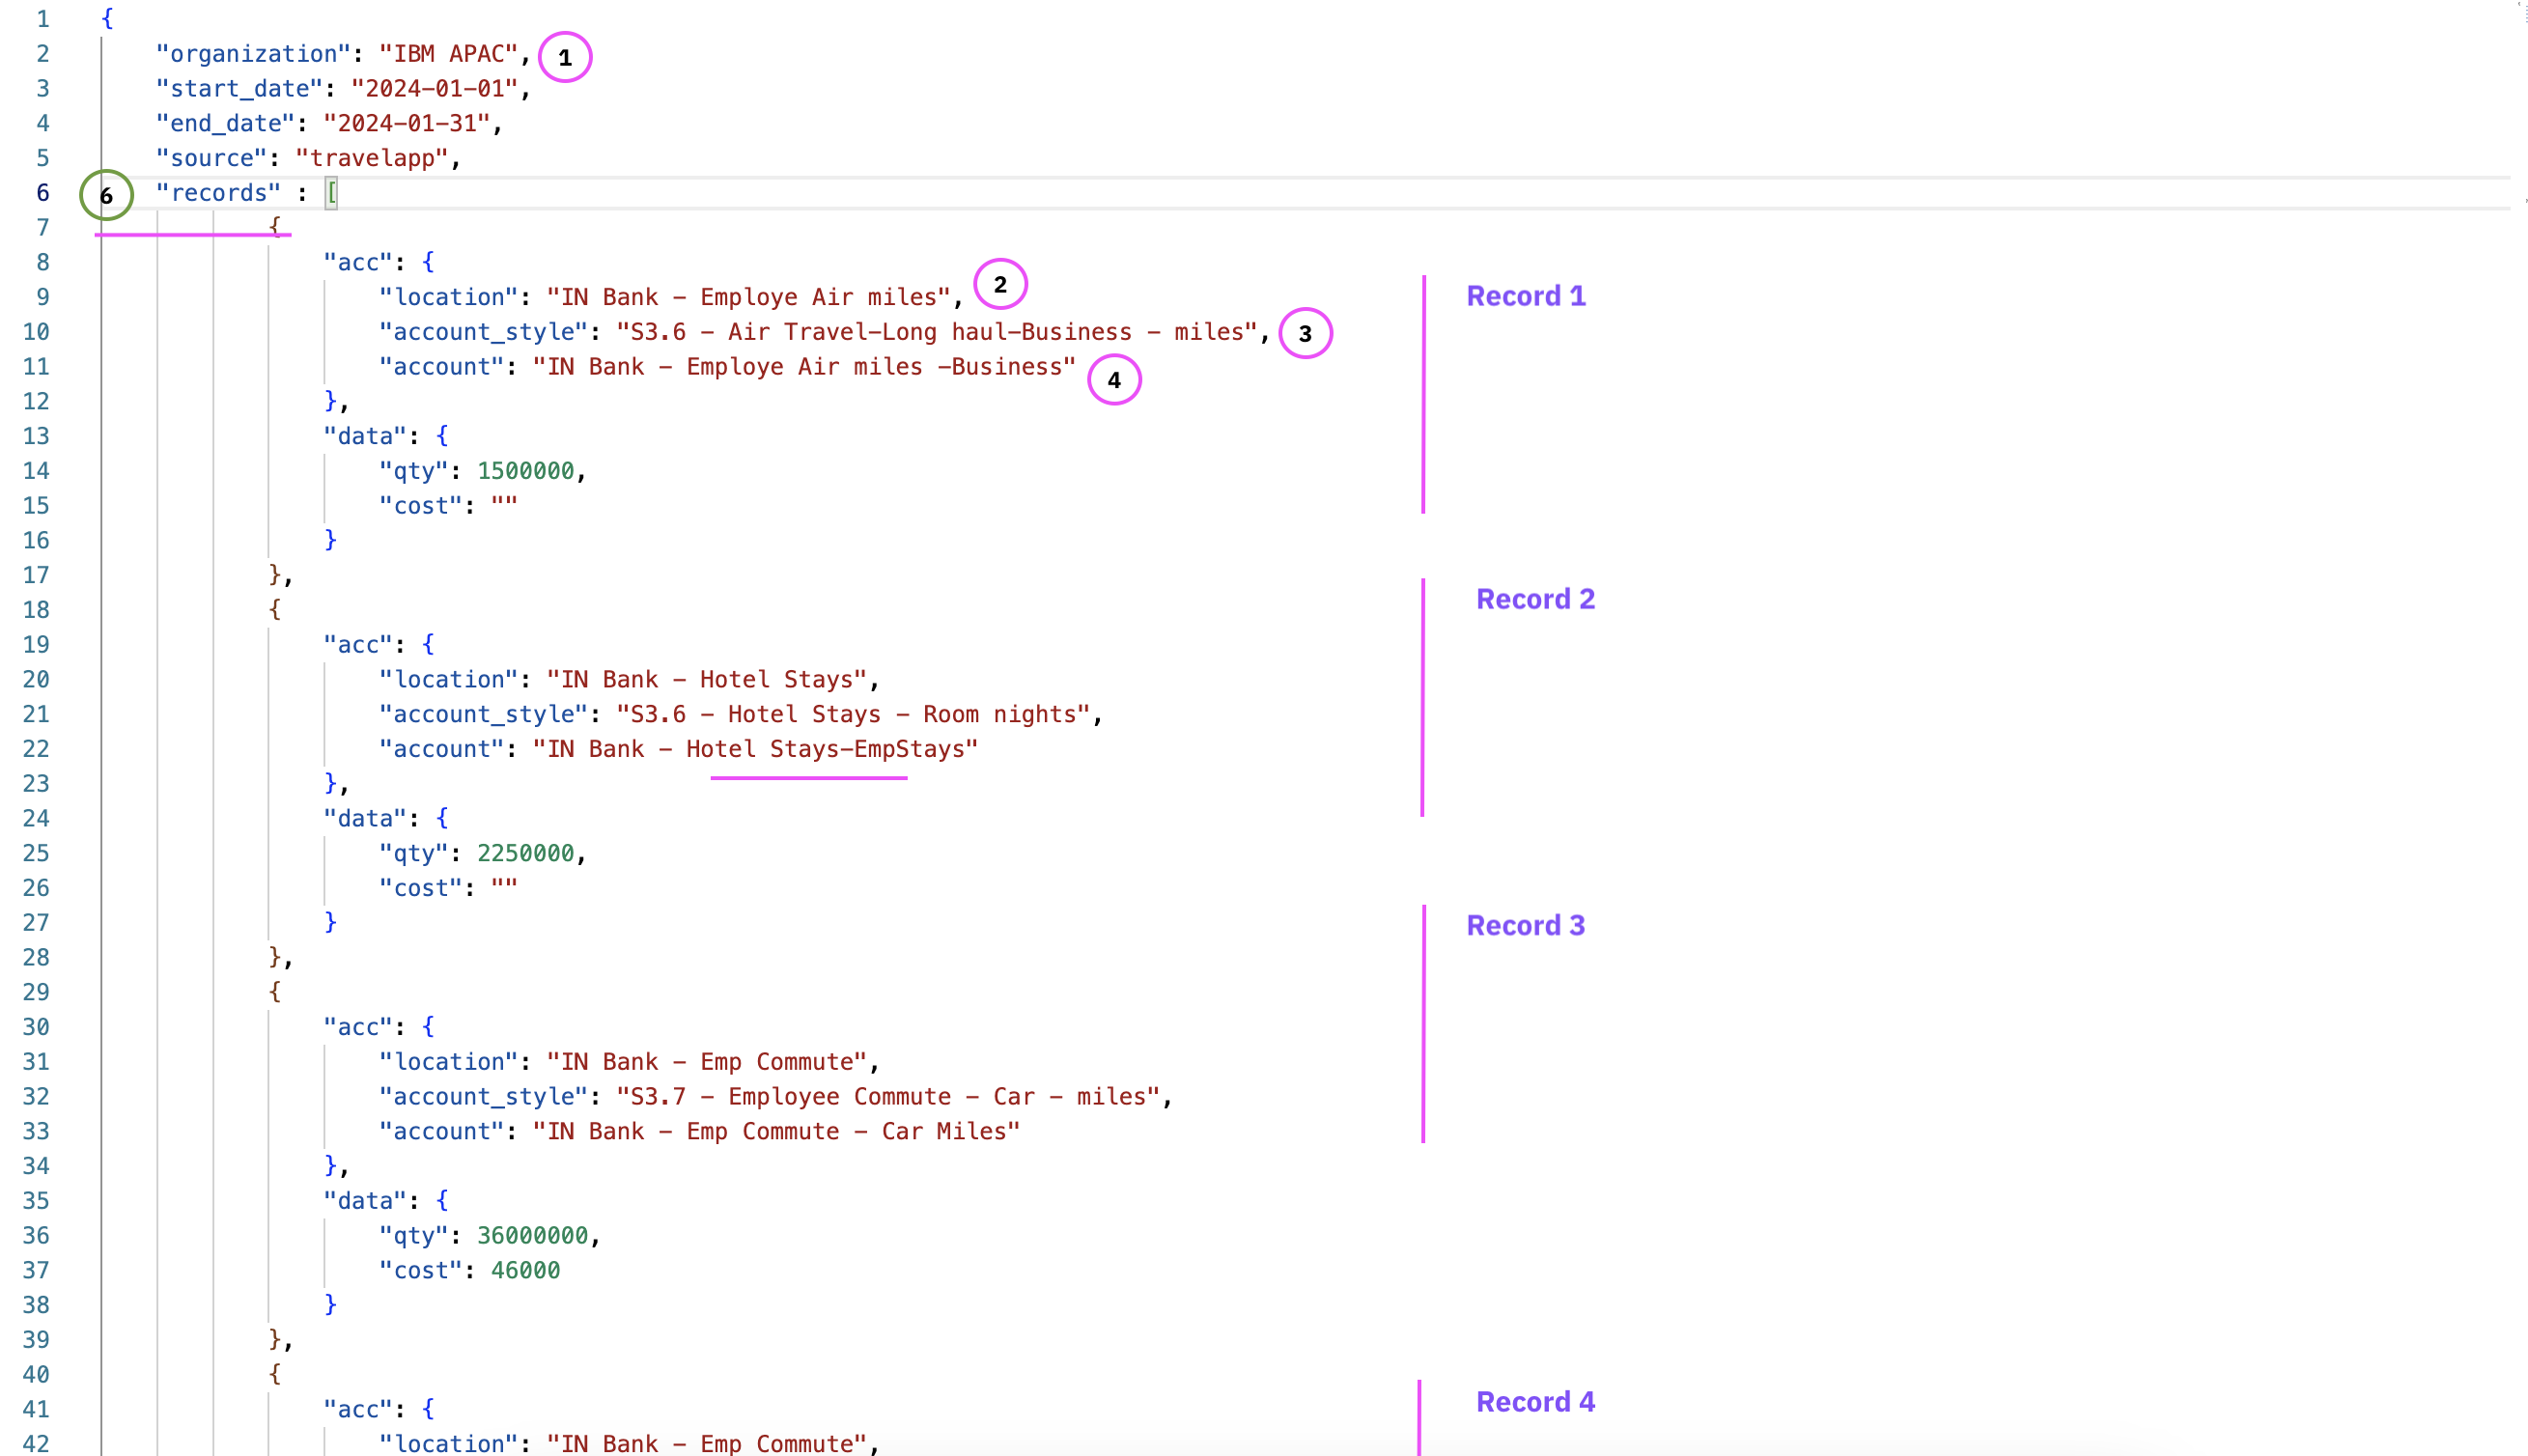 1 {
2 "organization": "IBM APAC", 1
3 "start_date": "2024-01-01",
4 "end_date": "2024-01-31",
5 "source": "travelapp",
6 6 "records" : [
7 {
8 "acc": {
9 "location": "IN Bank - Employe Air miles", 2 Record 1
10 "account_style": "S3.6 - Air Travel-Long haul-Business - miles", 3
11 "account": "IN Bank - Employe Air miles -Business" 4
12 },
13 "data": {
14 "qty": 1500000,
15 "cost": ""
16 }
17 },
18 { Record 2
19 "acc": {
20 "location": "IN Bank - Hotel Stays",
21 "account_style": "S3.6 - Hotel Stays - Room nights",
22 "account": "IN Bank - Hotel Stays-EmpStays"
23 },
24 "data": {
25 "qty": 2250000,
26 "cost": ""
27 } Record 3
28 },
29 {
30 "acc": {
31 "location": "IN Bank - Emp Commute",
32 "account_style": "S3.7 - Employee Commute - Car - miles",
33 "account": "IN Bank - Emp Commute - Car Miles"
34 },
35 "data": {
36 "qty": 36000000,
37 "cost": 46000
38 }
39 },
40 {
41 "acc": { Record 4
42 "location": "IN Bank - Emp Commute",